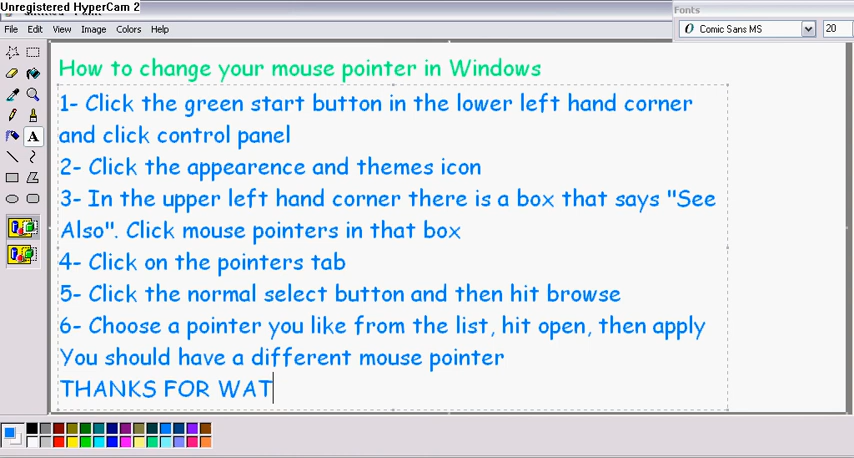 Unregistered HyperCam 2
Fonts
File Edit View Image Colors Help
Comic Sans MS 20
How to change your mouse pointer in Windows
1- Click the green start button in the lower left hand corner
and click control panel
2- Click the appearence and themes icon
3- In the upper left hand corner there is a box that says "See
Also". Click mouse pointers in that box
4- Click on the pointers tab
5- Click the normal select button and then hit browse
6- Choose a pointer you like from the list, hit open, then apply
You should have a different mouse pointer
THANKS FOR WAT